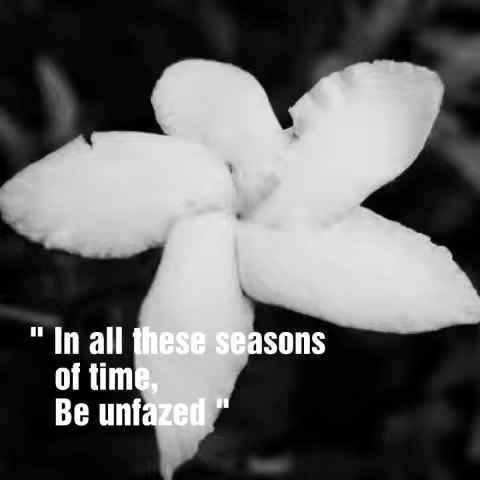 " In all these seasons
of time,
Be unfazed "